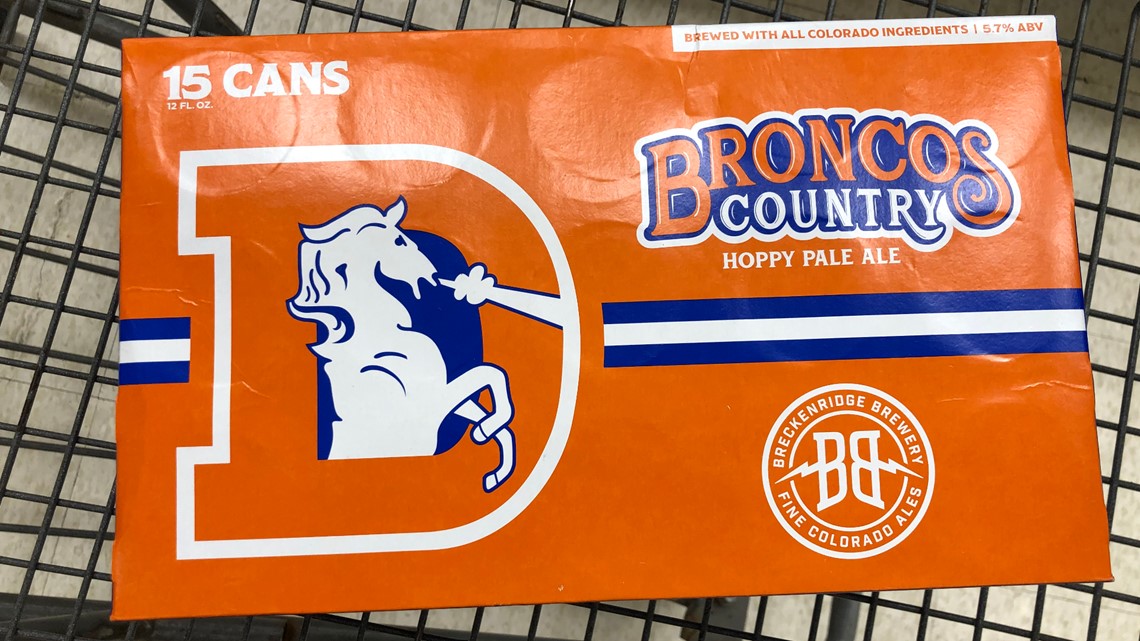 BREWED WITH ALL COLORADO INGREDIENTS | 5.7% ABV
15 CANS
12 FL. OZ.
BRONCOS
COUNTRY
HOPPY PALE ALE
D
BRECKENRIDGE BREWERY
BB
FINE COLORADO ALES